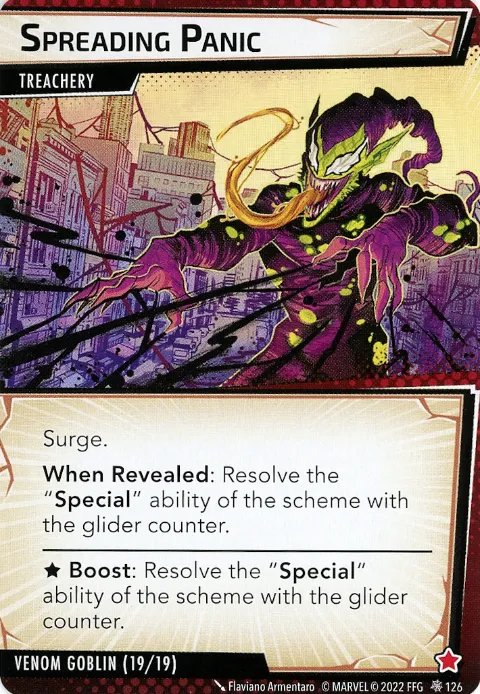 SPREADING PANIC
TREACHERY
Surge.
When Revealed: Resolve the
“Special” ability of the scheme with
the glider counter.
★ Boost: Resolve the “Special”
ability of the scheme with the glider
counter.
VENOM GOBLIN (19/19)
Flaviano Armentaro © MARVEL © 2022 FFG 126